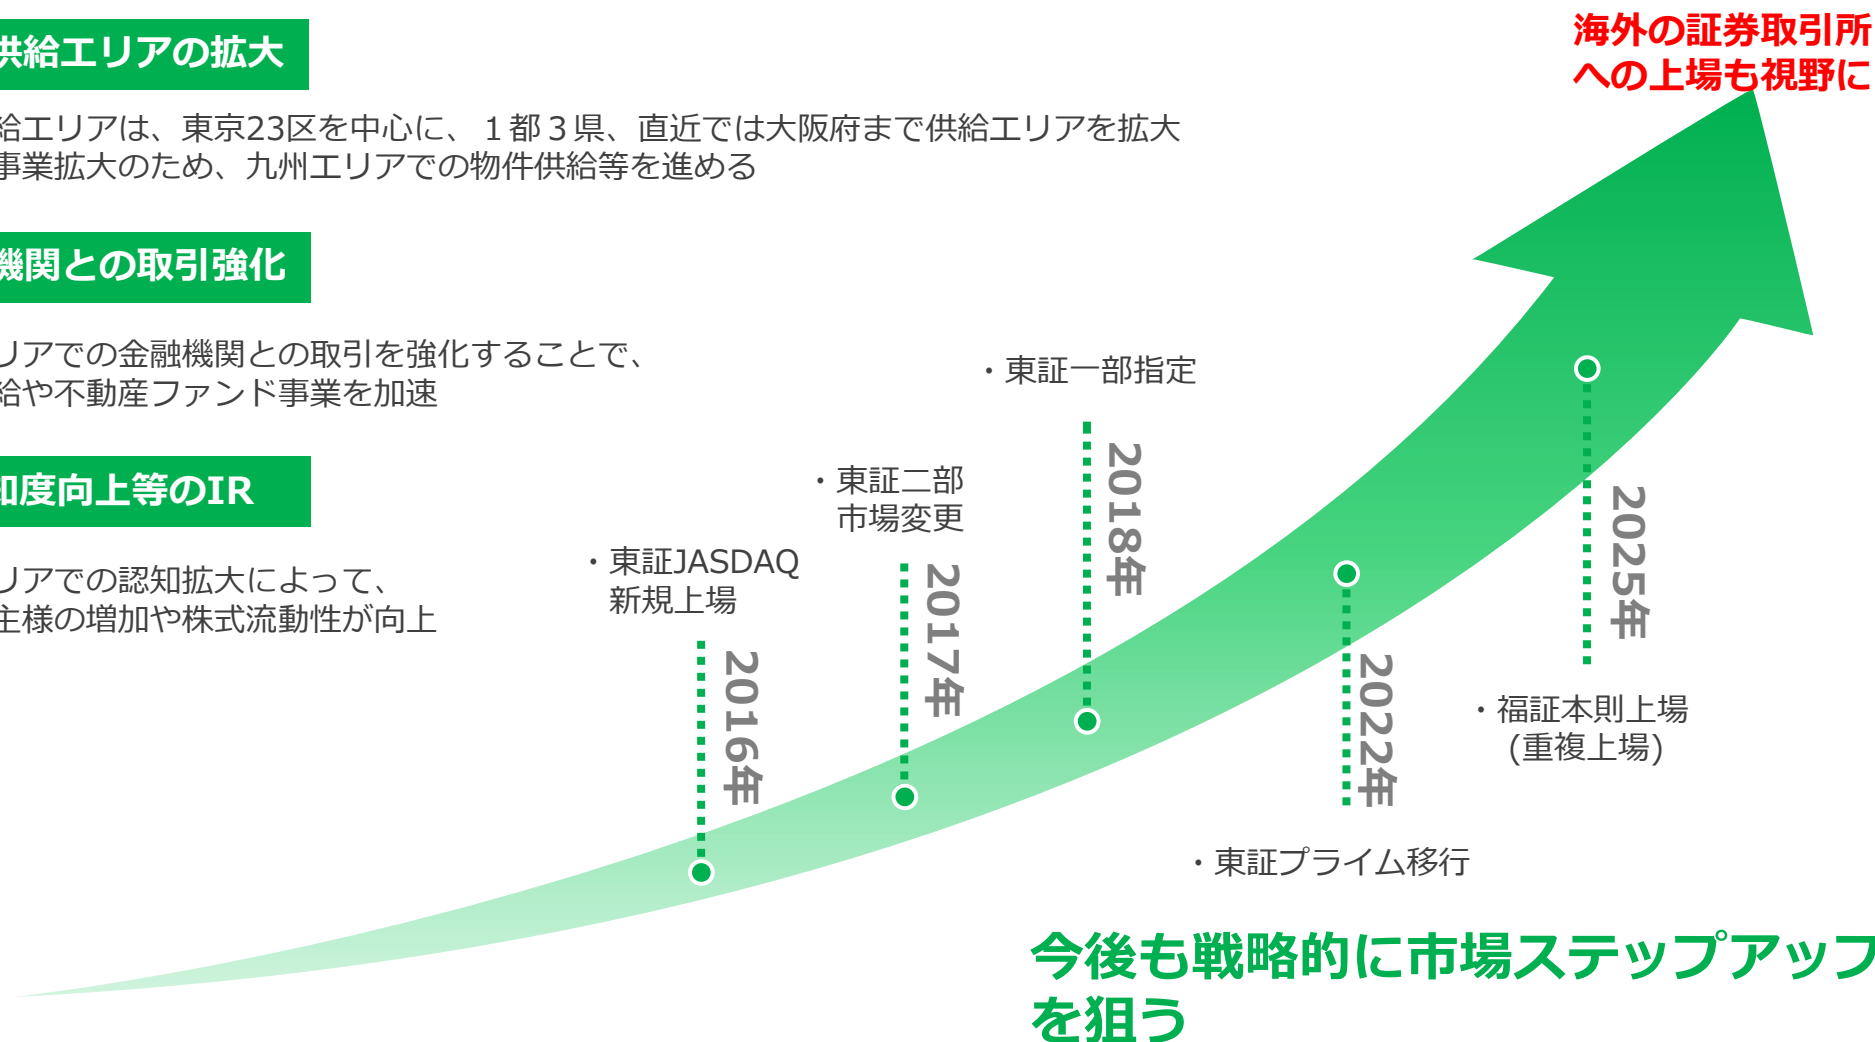 供給エリアの拡大
給エリアは、東京23区を中心に、１都３県、直近では大阪府まで供給エリアを拡大
事業拡大のため、九州エリアでの物件供給等を進める
機関との取引強化
リアでの金融機関との取引を強化することで、
給や不動産ファンド事業を加速
知度向上等のIR
リアでの認知拡大によって、
主様の増加や株式流動性が向上
海外の証券取引所
への上場も視野に
・東証JASDAQ
新規上場
2016年
・東証二部
市場変更
2017年
・東証一部指定
2018年
2022年
・東証プライム移行
2025年
・福証本則上場
(重複上場)
今後も戦略的に市場ステップアップ
を狙う